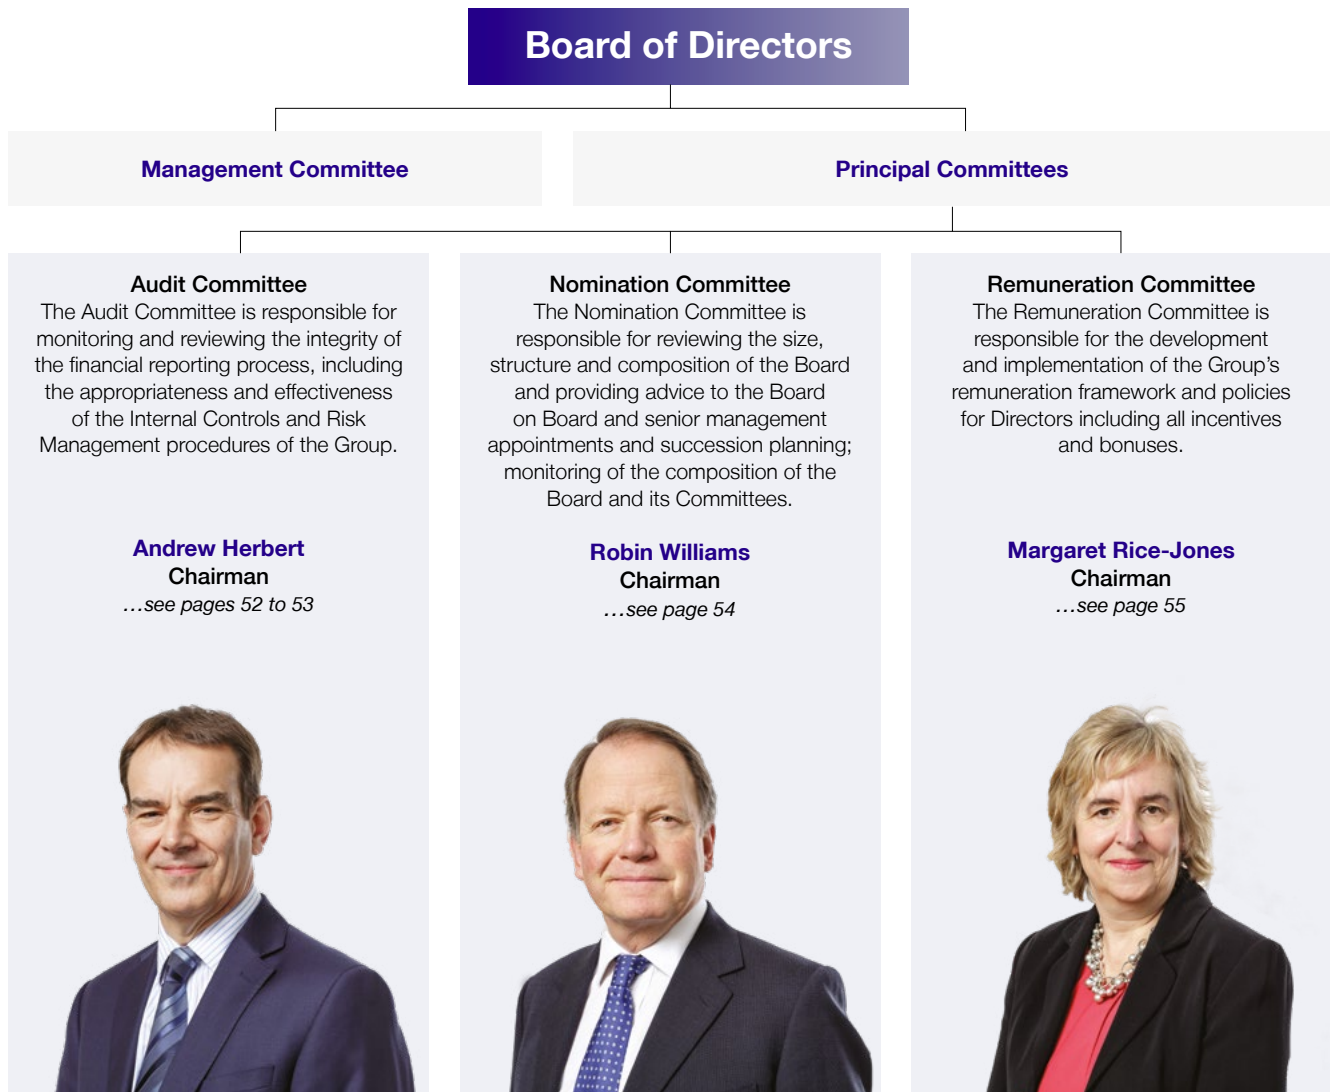 Board of Directors
Management Committee
Principal Committees
Audit Committee
The Audit Committee is responsible for
monitoring and reviewing the integrity of
the financial reporting process, including
the appropriateness and effectiveness
of the Internal Controls and Risk
Management procedures of the Group.
Andrew Herbert
Chairman
…see pages 52 to 53
Nomination Committee
The Nomination Committee is
responsible for reviewing the size,
structure and composition of the Board
and providing advice to the Board
on Board and senior management
appointments and succession planning;
monitoring of the composition of the
Board and its Committees.
Robin Williams
Chairman
…see page 54
Remuneration Committee
The Remuneration Committee is
responsible for the development
and implementation of the Group’s
remuneration framework and policies
for Directors including all incentives
and bonuses.
Margaret Rice-Jones
Chairman
…see page 55